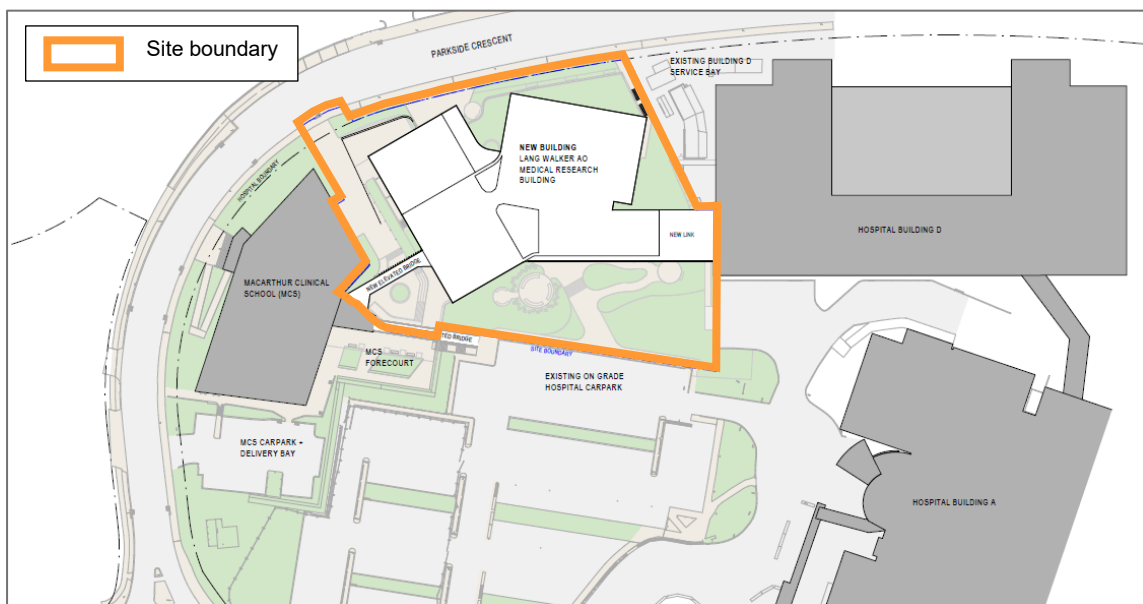 Site boundary
PARKSIDE CRESCENT
EXISTING BUILDING D
SERVICE BAY
NEW BUILDING
LANG WALKER AO
MEDICAL RESEARCH
BUILDING
HOSPITAL BOUNDARY
NEW LINK
HOSPITAL BUILDING D
NEW ELEVATED BRIDGE
MACARTHUR CLINICAL
SCHOOL (MCS)
BRIDGE
SITE BOUNDARY
MCS
FORECOURT
EXISTING ON GRADE
HOSPITAL CARPARK
MCS CARPARK +
DELIVERY BAY
HOSPITAL BUILDING A